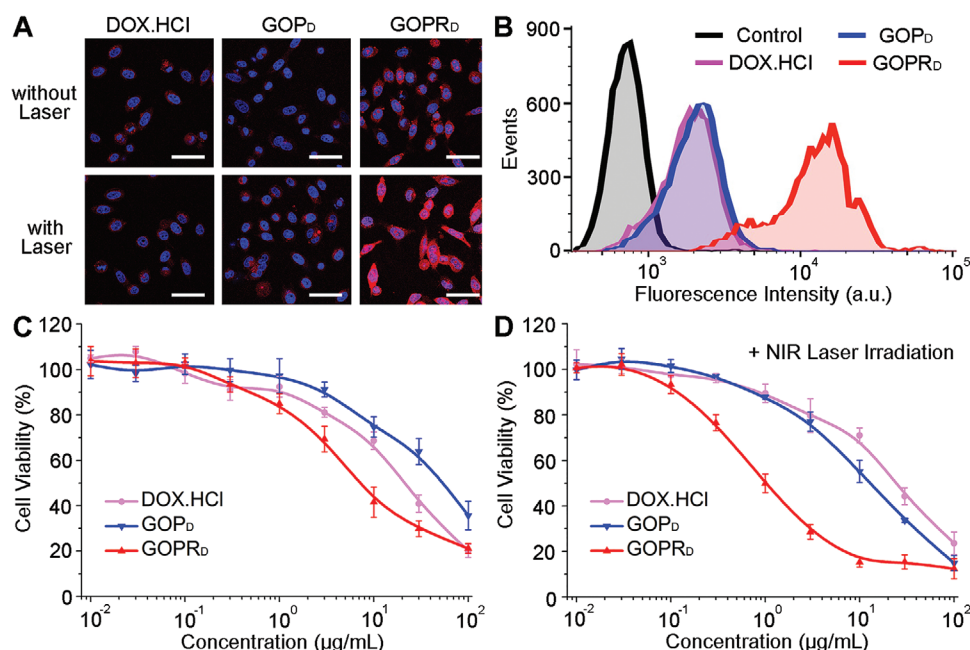 A
DOX.HCl
GOPD
GOPRD
without
Laser
with
Laser
B
900
600
300
0
Events
Control
GOPD
DOX.HCl
GOPRD
10³
10⁴
10⁵
Fluorescence Intensity (a.u.)
C
120
100
80
60
40
20
0
Cell Viability (%)
DOX.HCl
GOPD
GOPRD
10⁻² 10⁻¹ 10⁰ 10¹ 10²
Concentration (µg/mL)
D
+ NIR Laser Irradiation
120
100
80
60
40
20
0
Cell Viability (%)
DOX.HCl
GOPD
GOPRD
10⁻² 10⁻¹ 10⁰ 10¹ 10²
Concentration (µg/mL)